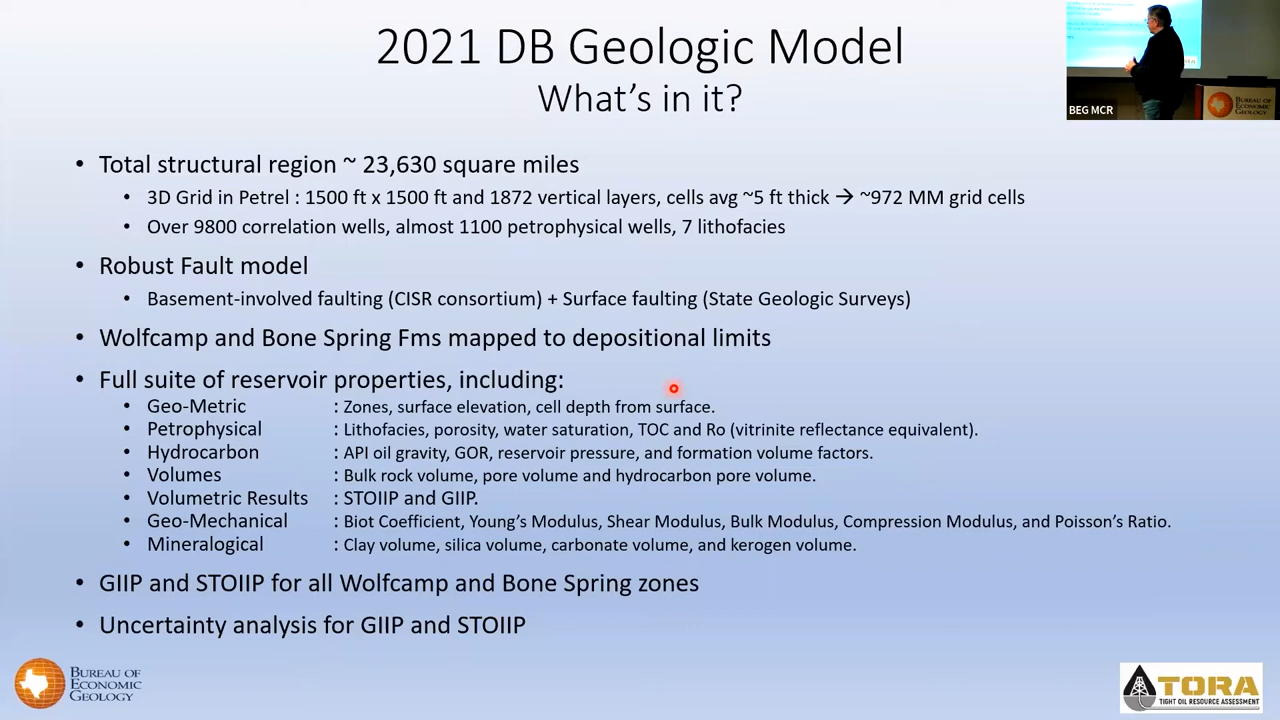 2021 DB Geologic Model
What's in it?
BEG MCR
BUREAU OF
ECONOMIC
GEOLOGY
• Total structural region ~ 23,630 square miles
• 3D Grid in Petrel : 1500 ft x 1500 ft and 1872 vertical layers, cells avg ~5 ft thick → ~972 MM grid cells
• Over 9800 correlation wells, almost 1100 petrophysical wells, 7 lithofacies
• Robust Fault model
• Basement-involved faulting (CISR consortium) + Surface faulting (State Geologic Surveys)
• Wolfcamp and Bone Spring Fms mapped to depositional limits
• Full suite of reservoir properties, including:
• Geo-Metric : Zones, surface elevation, cell depth from surface.
• Petrophysical : Lithofacies, porosity, water saturation, TOC and Ro (vitrinite reflectance equivalent).
• Hydrocarbon : API oil gravity, GOR, reservoir pressure, and formation volume factors.
• Volumes : Bulk rock volume, pore volume and hydrocarbon pore volume.
• Volumetric Results : STOIIP and GIIP.
• Geo-Mechanical : Biot Coefficient, Young's Modulus, Shear Modulus, Bulk Modulus, Compression Modulus, and Poisson's Ratio.
• Mineralogical : Clay volume, silica volume, carbonate volume, and kerogen volume.
• GIIP and STOIIP for all Wolfcamp and Bone Spring zones
• Uncertainty analysis for GIIP and STOIIP
BUREAU OF
ECONOMIC
GEOLOGY
TORA
TIGHT OIL RESOURCE ASSESSMENT